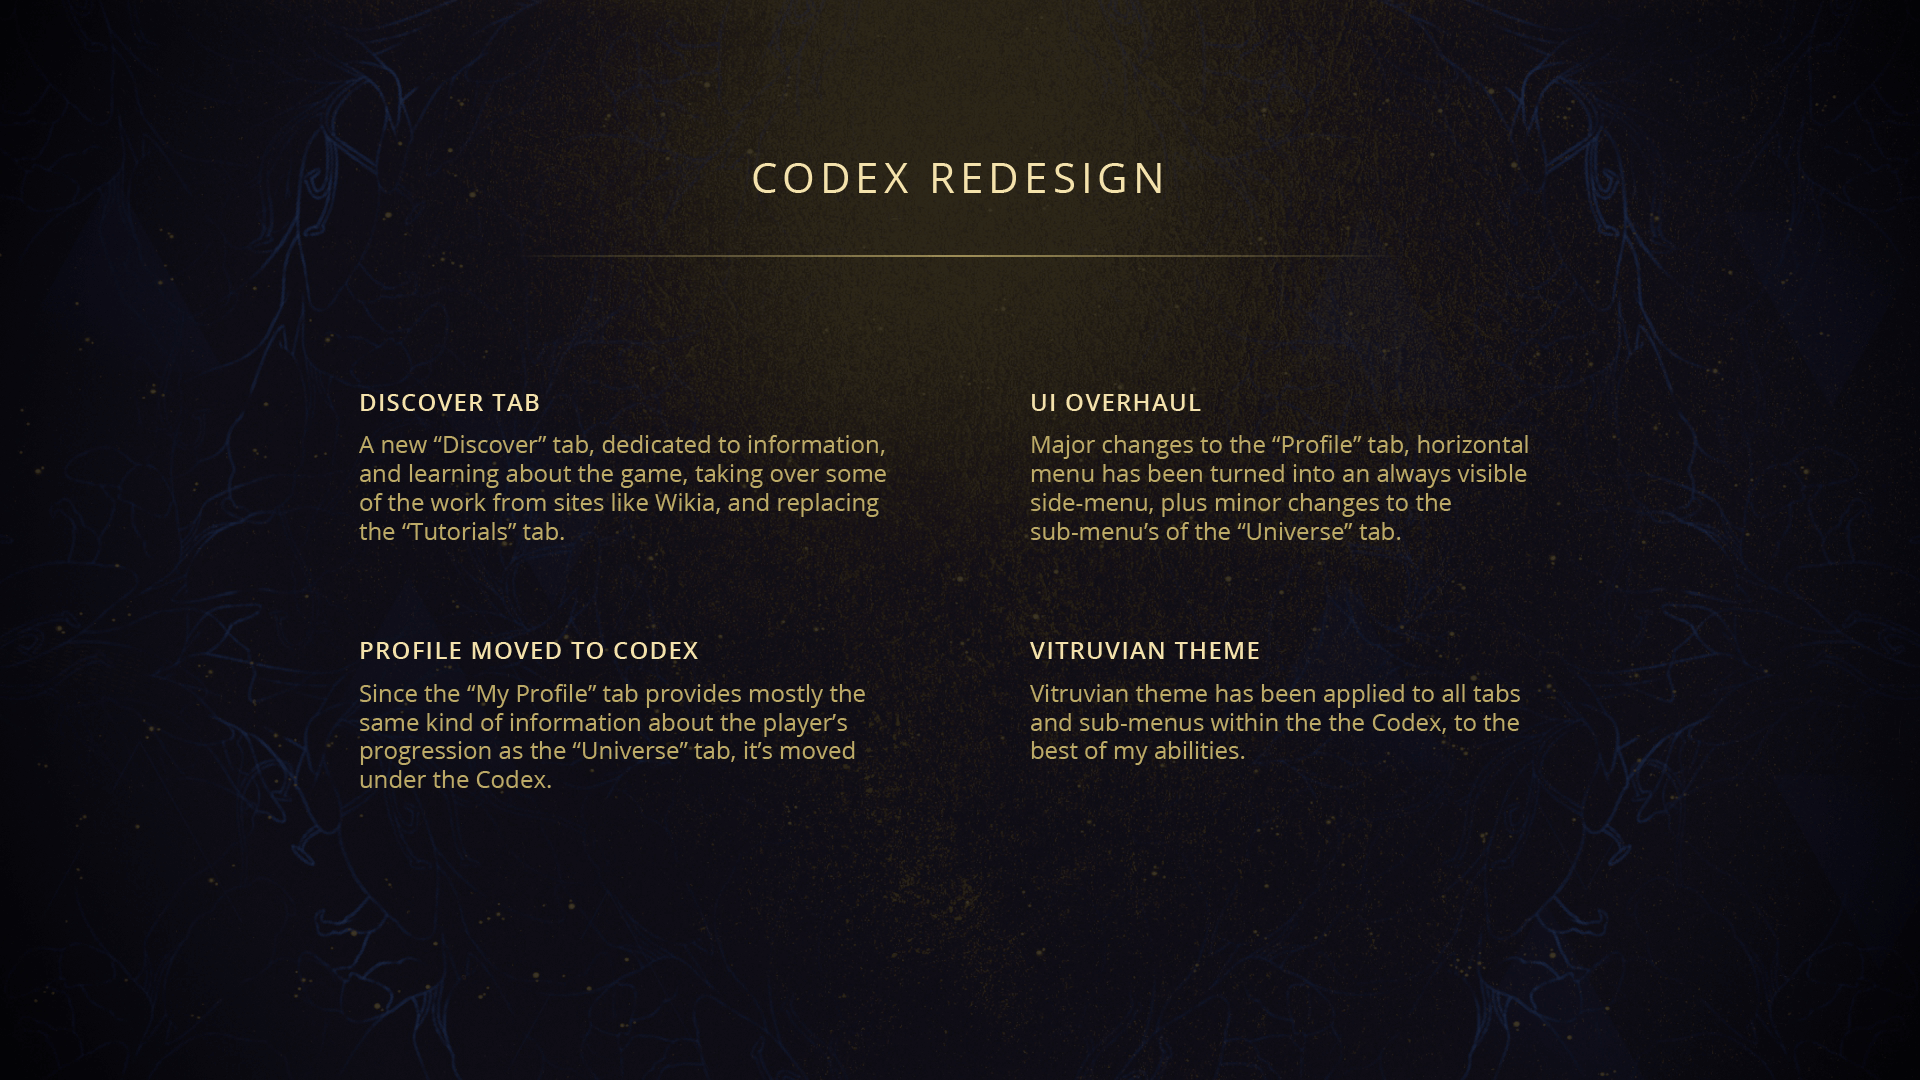 CODEX REDESIGN
DISCOVER TAB
A new “Discover” tab, dedicated to information,
and learning about the game, taking over some
of the work from sites like Wikia, and replacing
the “Tutorials” tab.
UI OVERHAUL
Major changes to the “Profile” tab, horizontal
menu has been turned into an always visible
side-menu, plus minor changes to the
sub-menu’s of the “Universe” tab.
PROFILE MOVED TO CODEX
Since the “My Profile” tab provides mostly the
same kind of information about the player’s
progression as the “Universe” tab, it’s moved
under the Codex.
VITRUVIAN THEME
Vitruvian theme has been applied to all tabs
and sub-menus within the the Codex, to the
best of my abilities.